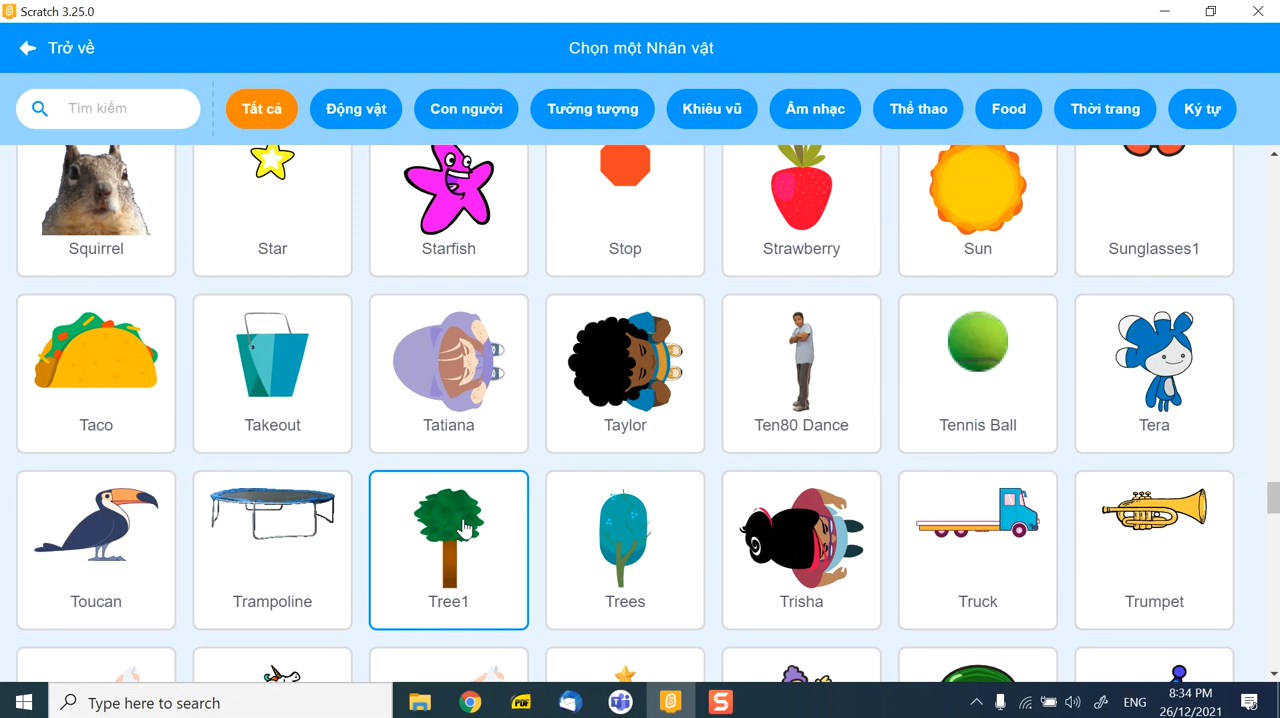 Scratch 3.25.0
Trở về
Chọn một Nhân vật
Tìm kiếm
Tất cả
Động vật
Con người
Tưởng tượng
Khiêu vũ
Âm nhạc
Thể thao
Food
Thời trang
Ký tự
Squirrel
Star
Starfish
Stop
Strawberry
Sun
Sunglasses1
Taco
Takeout
Tatiana
Taylor
Ten80 Dance
Tennis Ball
Tera
Toucan
Trampoline
Tree1
Trees
Trisha
Truck
Trumpet
Type here to search
PDF
ENG
8:34 PM
26/12/2021